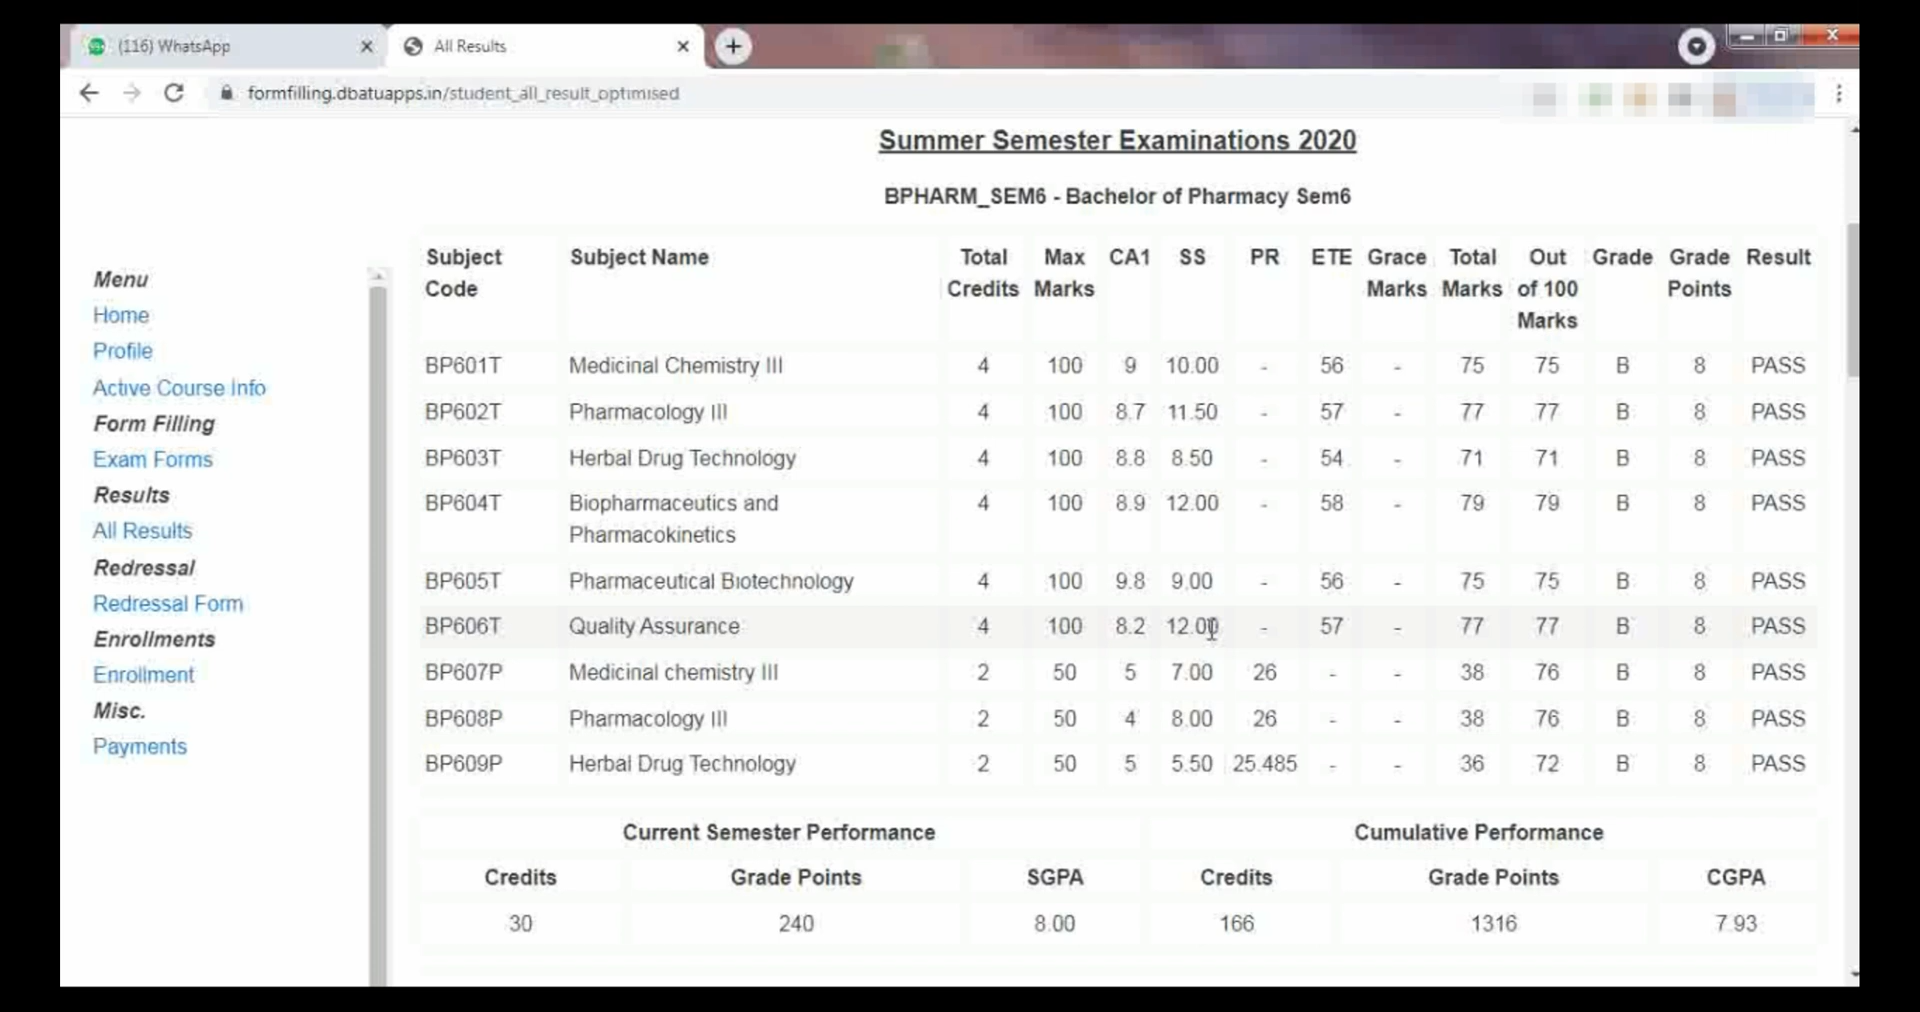 (116) WhatsApp
All Results
formfilling.dbatuapps.in/student_all_result_optimised
Summer Semester Examinations 2020
BPHARM_SEM6 - Bachelor of Pharmacy Sem6
Menu
Home
Profile
Active Course Info
Form Filling
Exam Forms
Results
All Results
Redressal
Redressal Form
Enrollments
Enrollment
Misc.
Payments
Subject Subject Name Total Max CA1 SS PR ETE Grace Total Out Grade Grade Result
Code Credits Marks Marks Marks of 100 Points
Marks
BP601T Medicinal Chemistry III 4 100 9 10.00 - 56 - 75 75 B 8 PASS
BP602T Pharmacology III 4 100 8.7 11.50 - 57 - 77 77 B 8 PASS
BP603T Herbal Drug Technology 4 100 8.8 8.50 - 54 - 71 71 B 8 PASS
BP604T Biopharmaceutics and 4 100 8.9 12.00 - 58 - 79 79 B 8 PASS
Pharmacokinetics
BP605T Pharmaceutical Biotechnology 4 100 9.8 9.00 - 56 - 75 75 B 8 PASS
BP606T Quality Assurance 4 100 8.2 12.00 - 57 - 77 77 B 8 PASS
BP607P Medicinal chemistry III 2 50 5 7.00 26 - - 38 76 B 8 PASS
BP608P Pharmacology III 2 50 4 8.00 26 - - 38 76 B 8 PASS
BP609P Herbal Drug Technology 2 50 5 5.50 25.485 - - 36 72 B 8 PASS
Current Semester Performance Cumulative Performance
Credits Grade Points SGPA Credits Grade Points CGPA
30 240 8.00 166 1316 7.93